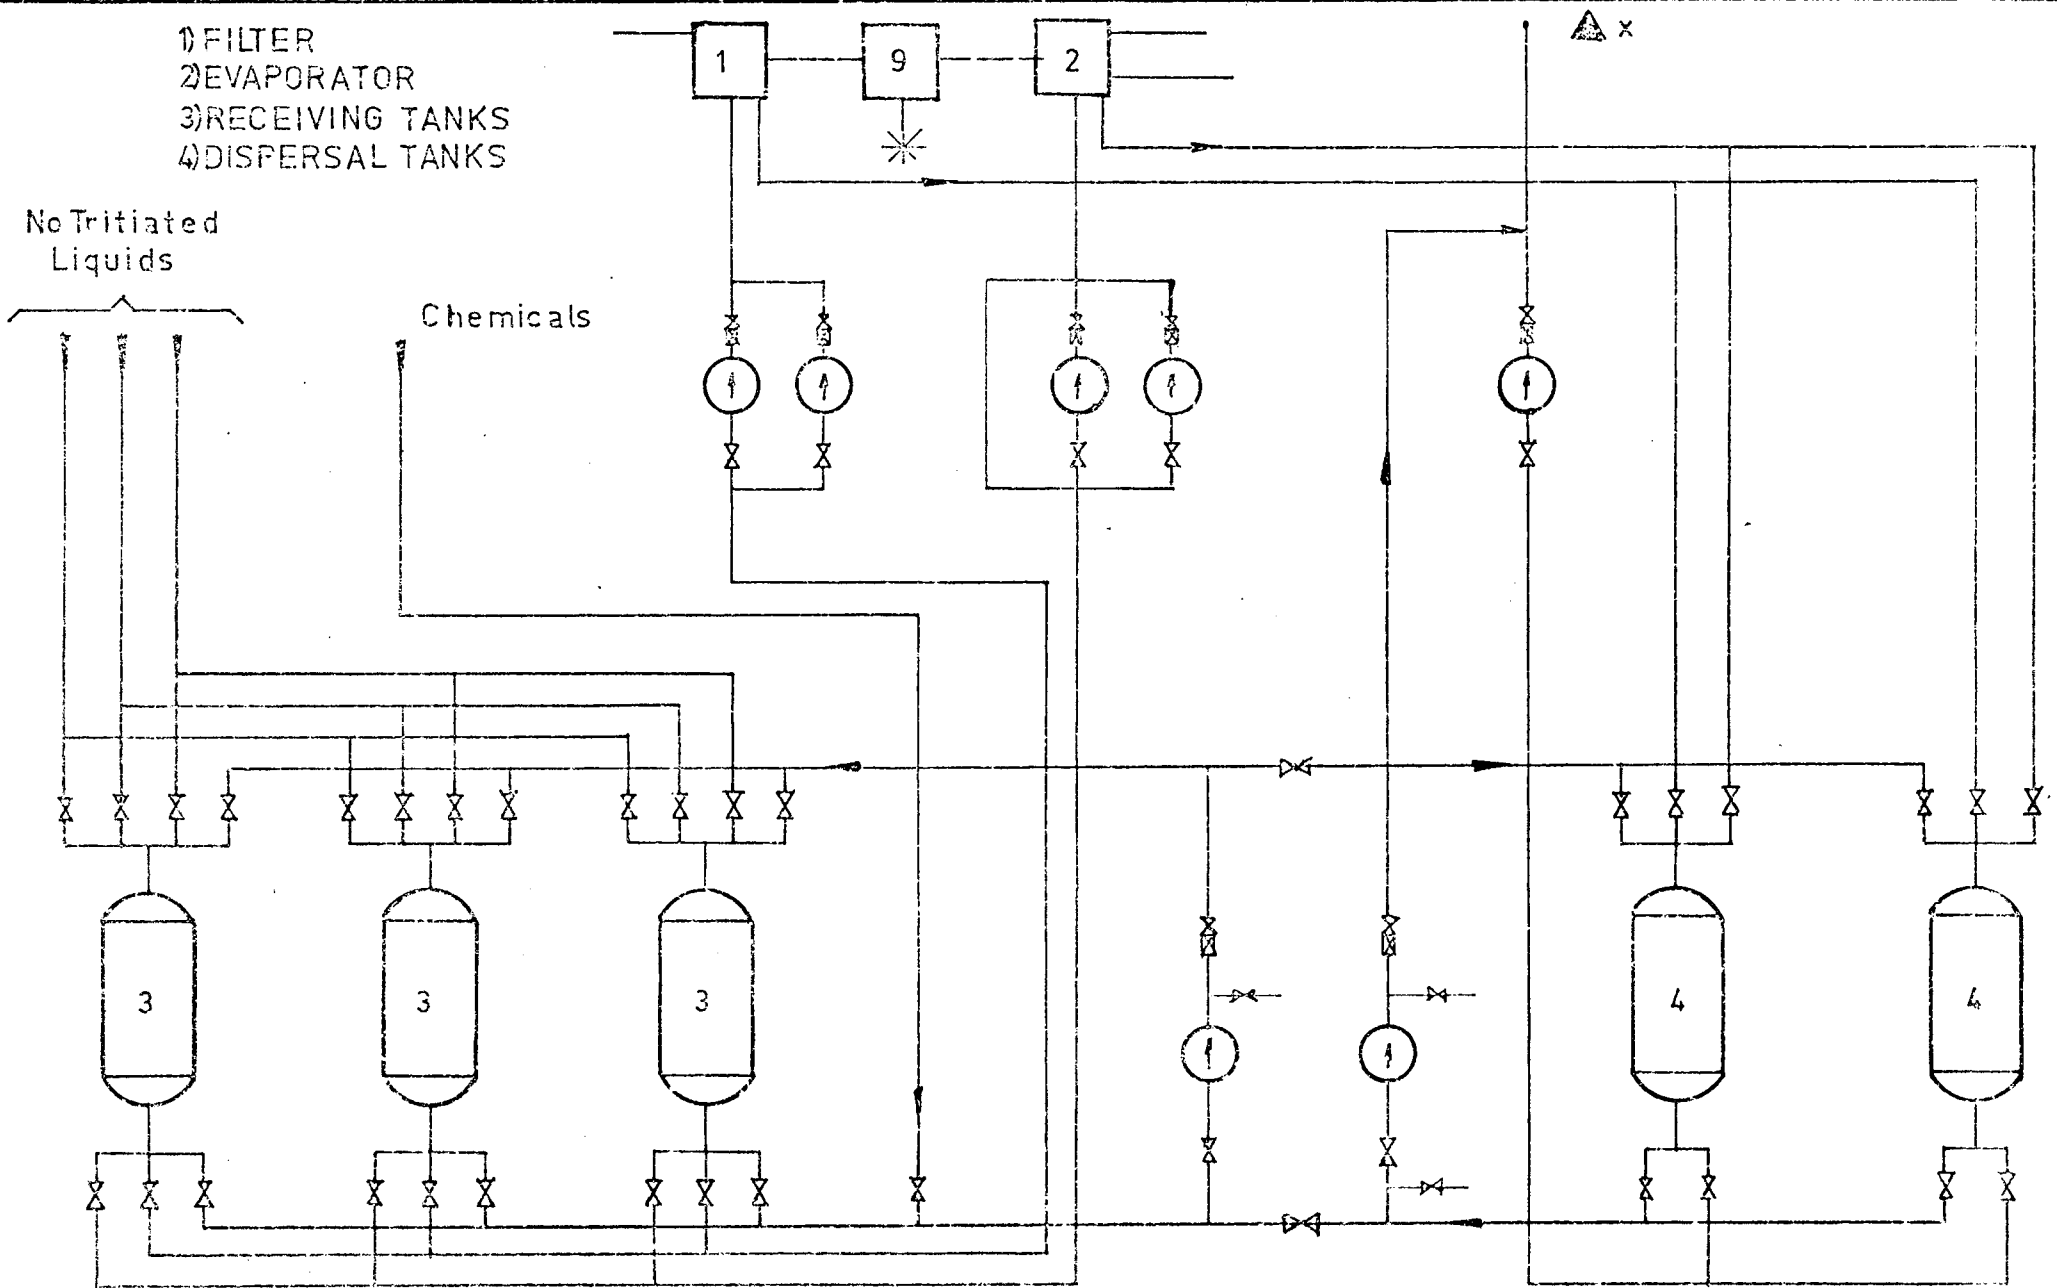 1) FILTER
2) EVAPORATOR
3) RECEIVING TANKS
4) DISPERSAL TANKS
No Tritiated
Liquids
Chemicals
1
9
2
x
3
3
3
4
4